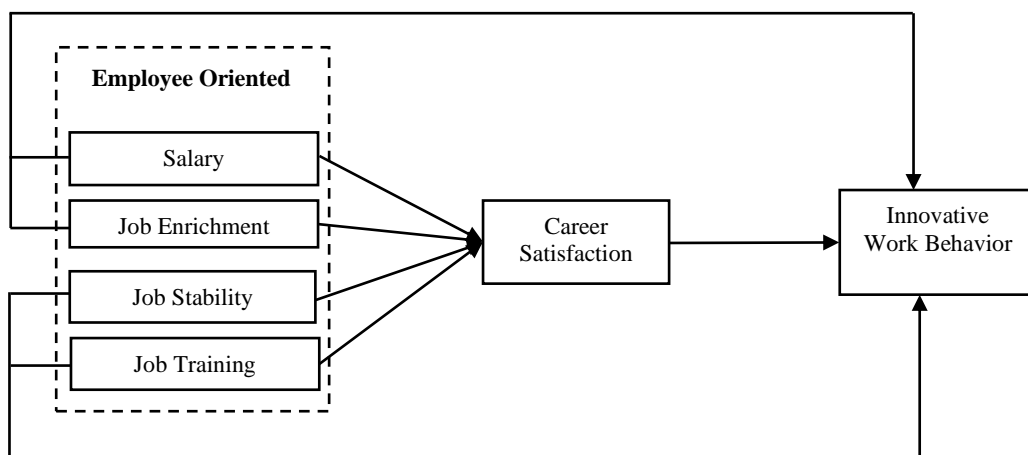 Employee Oriented
Salary
Job Enrichment
Job Stability
Job Training
Career
Satisfaction
Innovative
Work Behavior